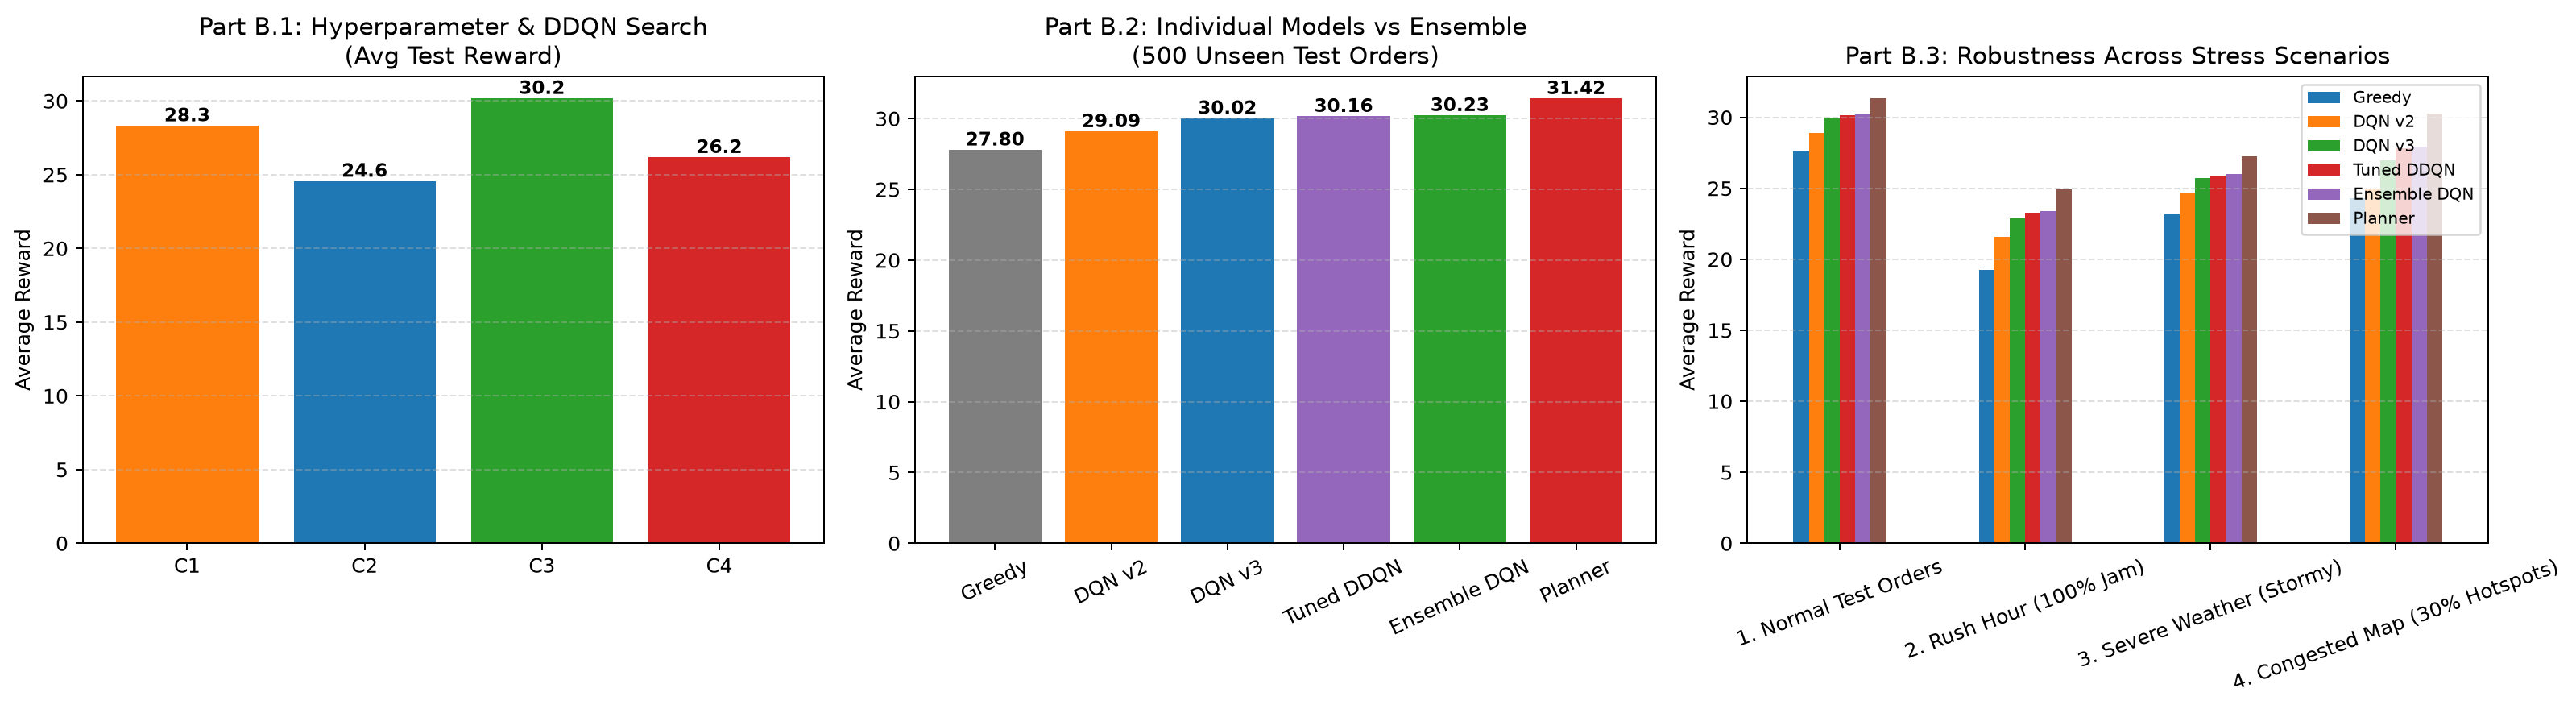 Part B.1: Hyperparameter & DDQN Search
(Avg Test Reward)
Average Reward
30
25
20
15
10
5
0
28.3
24.6
30.2
26.2
C1
C2
C3
C4
Part B.2: Individual Models vs Ensemble
(500 Unseen Test Orders)
Average Reward
30
25
20
15
10
5
0
27.80
29.09
30.02
30.16
30.23
31.42
Greedy
DQN v2
DQN v3
Tuned DDQN
Ensemble DQN
Planner
Part B.3: Robustness Across Stress Scenarios
Average Reward
30
25
20
15
10
5
0
Greedy
DQN v2
DQN v3
Tuned DDQN
Ensemble DQN
Planner
1. Normal Test Orders
2. Rush Hour (100% Jam)
3. Severe Weather (Stormy)
4. Congested Map (30% Hotspots)